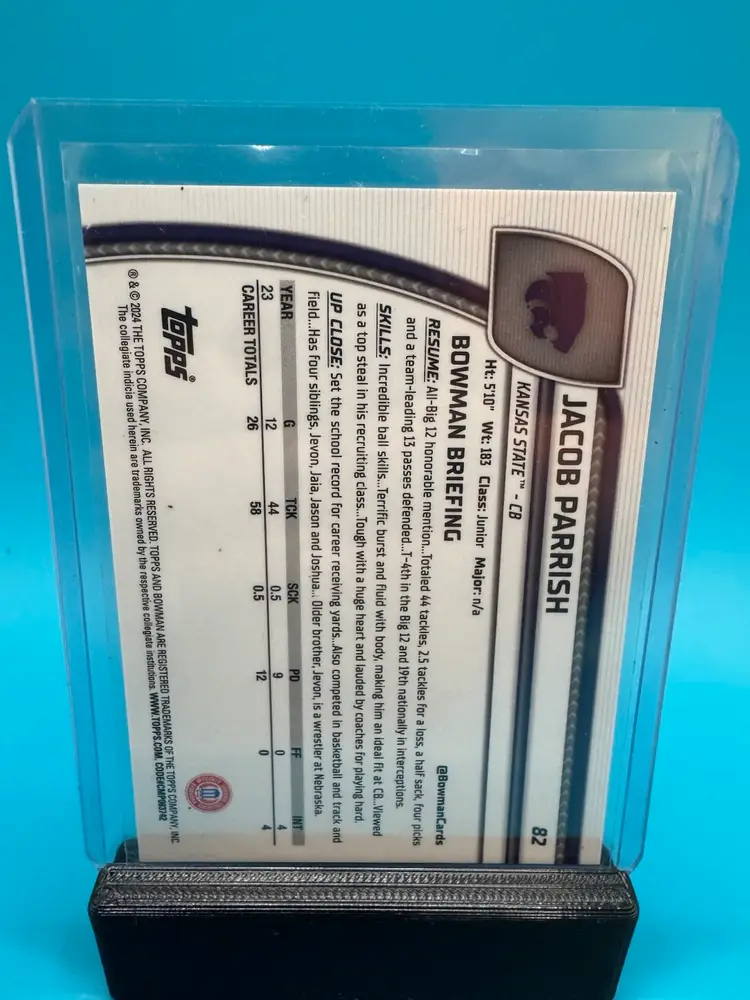 JACOB PARRISH
82
KANSAS STATE™ - CB
Ht: 5'10" Wt: 183 Class: Junior Major: n/a
@BowmanCards
BOWMAN BRIEFING
RESUME: All-Big 12 honorable mention...Totaled 44 tackles, 2.5 tackles for a loss, a half sack, four picks
and a team-leading 13 passes defended...T-4th in the Big 12 and 19th nationally in interceptions.
SKILLS: Incredible ball skills...Terrific burst and fluid with body, making him an ideal fit at CB...Viewed
as a top steal in his recruiting class...Tough with a huge heart and lauded by coaches for playing hard.
UP CLOSE: Set the school record for career receiving yards...Also competed in basketball and track and
field...Has four siblings, Jevon, Jaia, Jason and Joshua... Older brother, Jevon, is a wrestler at Nebraska.
YEAR G TCK SCK PD FF INT
23 12 44 0.5 9 0 4
CAREER TOTALS 26 58 0.5 12 0 4
topps®
® & © 2024 THE TOPPS COMPANY, INC. ALL RIGHTS RESERVED. TOPPS AND BOWMAN ARE REGISTERED TRADEMARKS OF THE TOPPS COMPANY, INC.
The collegiate indicia used herein are trademarks owned by the respective collegiate institutions. WWW.TOPPS.COM. CODE#CMP083742